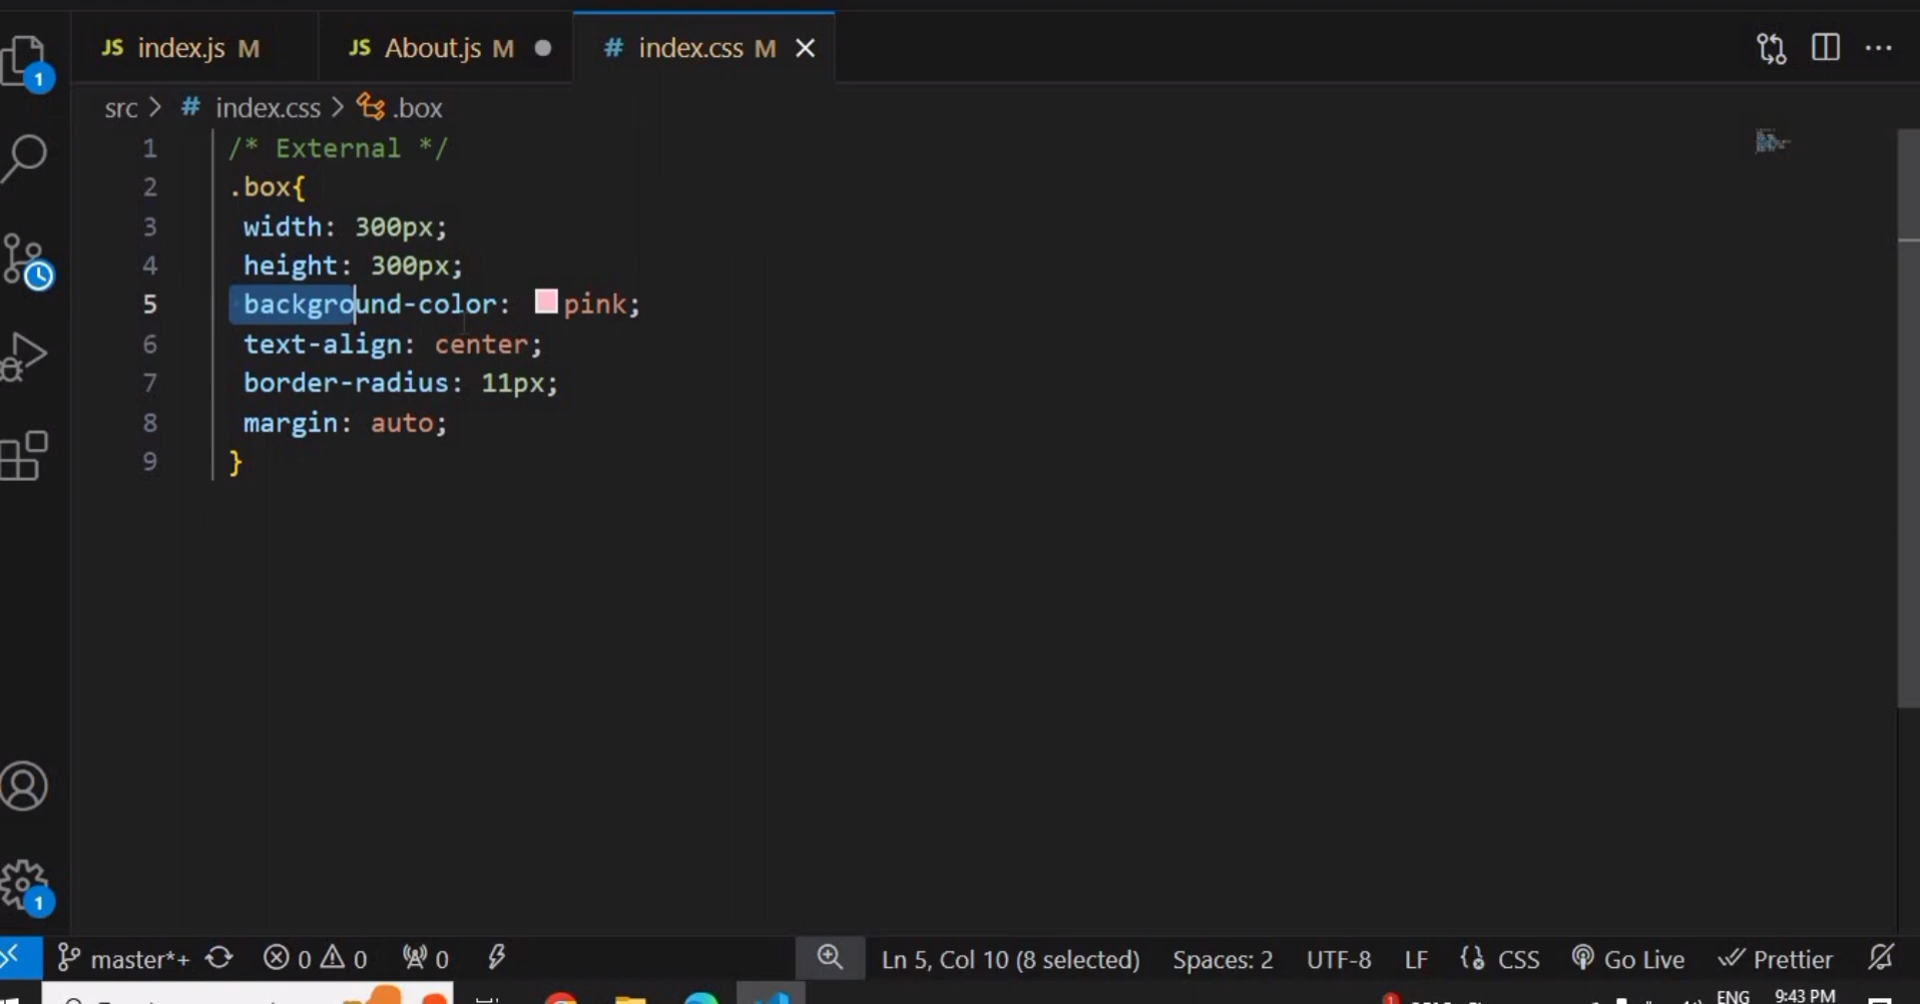 JS index.js M JS About.js M # index.css M
1
src > # index.css > .box
1 /* External */
2 .box{
3 width: 300px;
4 height: 300px;
5 background-color: pink;
6 text-align: center;
7 border-radius: 11px;
8 margin: auto;
9 }
1
master*+ 0 0 0 Ln 5, Col 10 (8 selected) Spaces: 2 UTF-8 LF CSS Go Live Prettier
1 ENG 9:43 PM